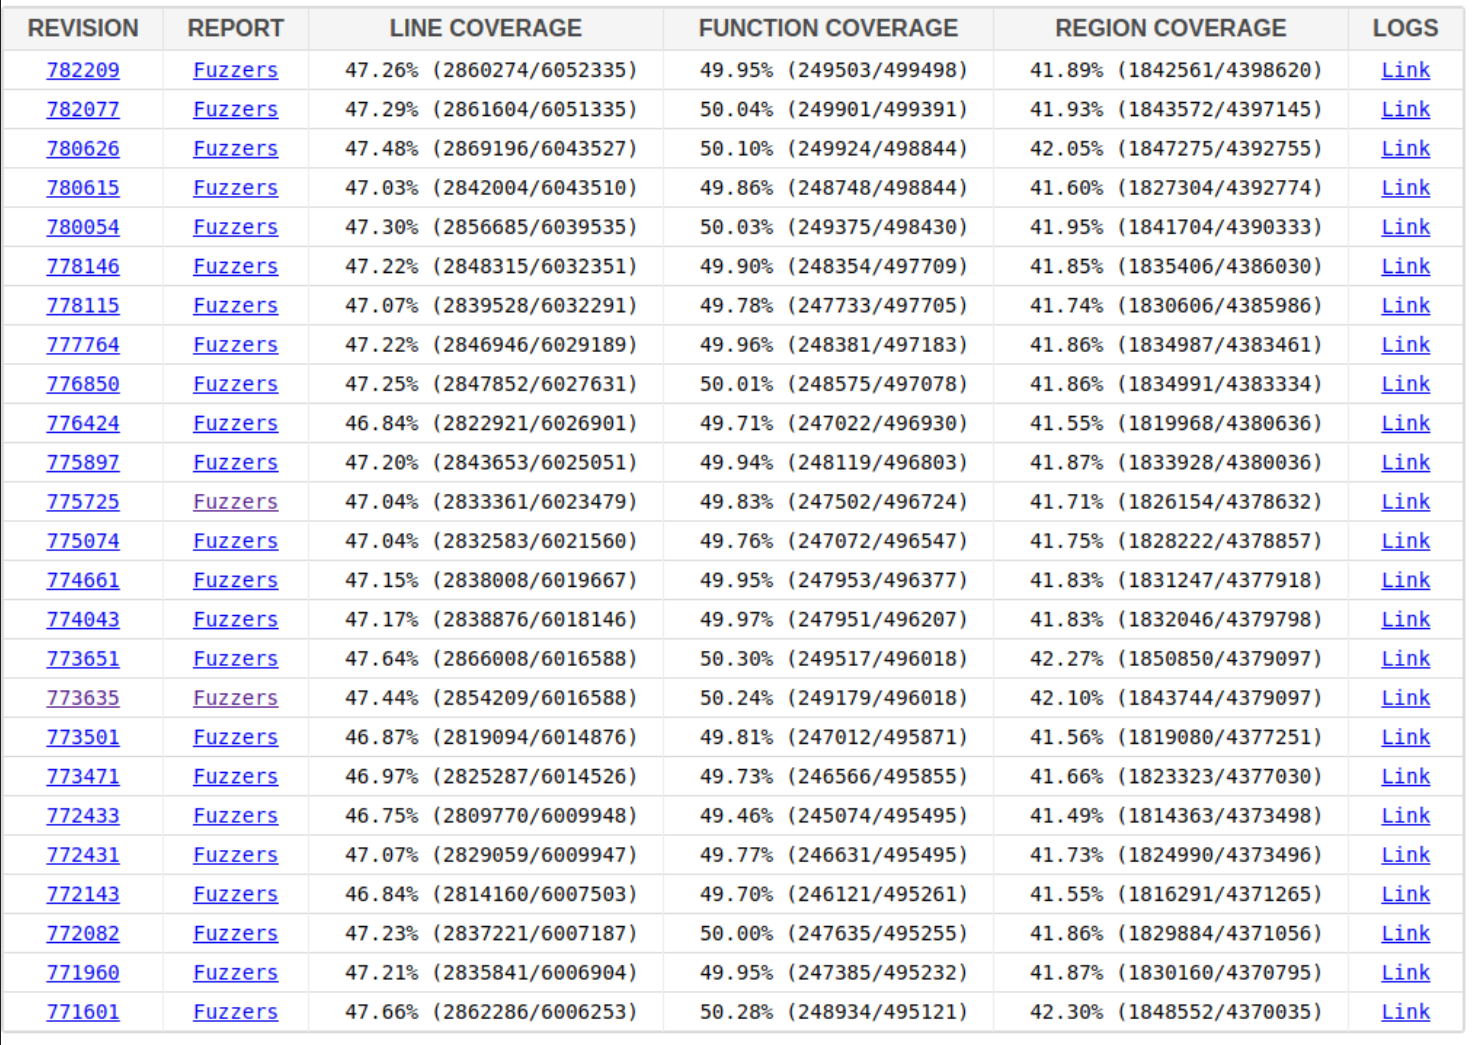 REVISION REPORT LINE COVERAGE FUNCTION COVERAGE REGION COVERAGE LOGS
782209 Fuzzers 47.26% (2860274/6052335) 49.95% (249503/499498) 41.89% (1842561/4398620) Link
782077 Fuzzers 47.29% (2861604/6051335) 50.04% (249901/499391) 41.93% (1843572/4397145) Link
780626 Fuzzers 47.48% (2869196/6043527) 50.10% (249924/498844) 42.05% (1847275/4392755) Link
780615 Fuzzers 47.03% (2842004/6043510) 49.86% (248748/498844) 41.60% (1827304/4392774) Link
780054 Fuzzers 47.30% (2856685/6039535) 50.03% (249375/498430) 41.95% (1841704/4390333) Link
778146 Fuzzers 47.22% (2848315/6032351) 49.90% (248354/497709) 41.85% (1835406/4386030) Link
778115 Fuzzers 47.07% (2839528/6032291) 49.78% (247733/497705) 41.74% (1830606/4385986) Link
777764 Fuzzers 47.22% (2846946/6029189) 49.96% (248381/497183) 41.86% (1834987/4383461) Link
776850 Fuzzers 47.25% (2847852/6027631) 50.01% (248575/497078) 41.86% (1834991/4383334) Link
776424 Fuzzers 46.84% (2822921/6026901) 49.71% (247022/496930) 41.55% (1819968/4380636) Link
775897 Fuzzers 47.20% (2843653/6025051) 49.94% (248119/496803) 41.87% (1833928/4380036) Link
775725 Fuzzers 47.04% (2833361/6023479) 49.83% (247502/496724) 41.71% (1826154/4378632) Link
775074 Fuzzers 47.04% (2832583/6021560) 49.76% (247072/496547) 41.75% (1828222/4378857) Link
774661 Fuzzers 47.15% (2838008/6019667) 49.95% (247953/496377) 41.83% (1831247/4377918) Link
774043 Fuzzers 47.17% (2838876/6018146) 49.97% (247951/496207) 41.83% (1832046/4379798) Link
773651 Fuzzers 47.64% (2866008/6016588) 50.30% (249517/496018) 42.27% (1850850/4379097) Link
773635 Fuzzers 47.44% (2854209/6016588) 50.24% (249179/496018) 42.10% (1843744/4379097) Link
773501 Fuzzers 46.87% (2819094/6014876) 49.81% (247012/495871) 41.56% (1819080/4377251) Link
773471 Fuzzers 46.97% (2825287/6014526) 49.73% (246566/495855) 41.66% (1823323/4377030) Link
772433 Fuzzers 46.75% (2809770/6009948) 49.46% (245074/495495) 41.49% (1814363/4373498) Link
772431 Fuzzers 47.07% (2829059/6009947) 49.77% (246631/495495) 41.73% (1824990/4373496) Link
772143 Fuzzers 46.84% (2814160/6007503) 49.70% (246121/495261) 41.55% (1816291/4371265) Link
772082 Fuzzers 47.23% (2837221/6007187) 50.00% (247635/495255) 41.86% (1829884/4371056) Link
771960 Fuzzers 47.21% (2835841/6006904) 49.95% (247385/495232) 41.87% (1830160/4370795) Link
771601 Fuzzers 47.66% (2862286/6006253) 50.28% (248934/495121) 42.30% (1848552/4370035) Link